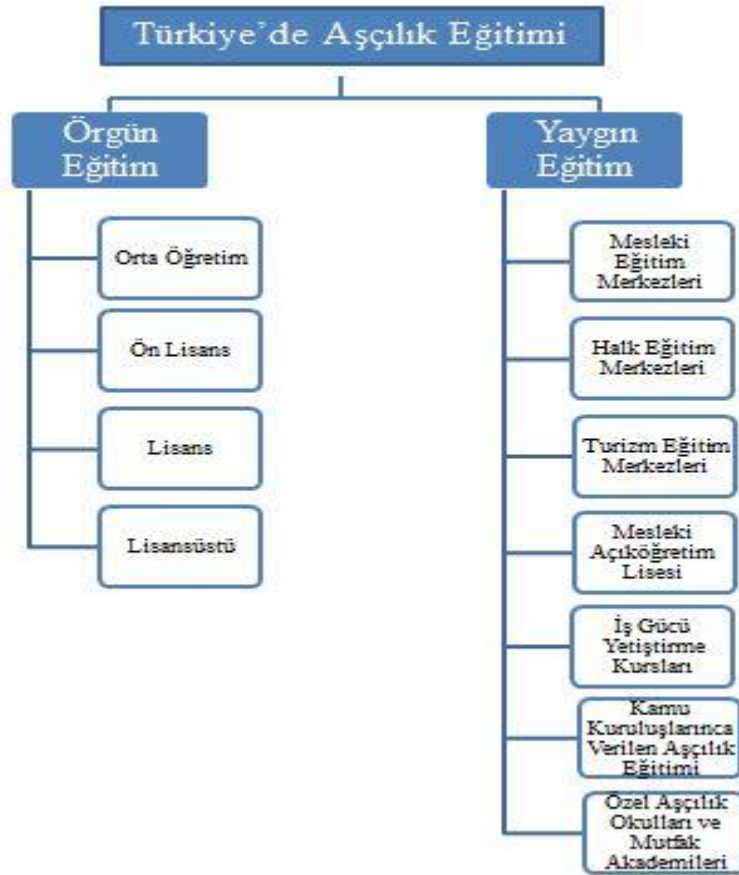 Türkiye'de Aşçılık Eğitimi
Örgün
Eğitim
Orta Öğretim
Ön Lisans
Lisans
Lisansüstü
Yaygın
Eğitim
Mesleki
Eğitim
Merkezleri
Halk Eğitim
Merkezleri
Turizm Eğitim
Merkezleri
Mesleki
Açıköğretim
Lisesi
İş Gücü
Yetiştirme
Kursları
Kamu
Kuruluşlarınca
Verilen Aşçılık
Eğitimi
Özel Aşçılık
Okulları ve
Mutfak
Akademileri